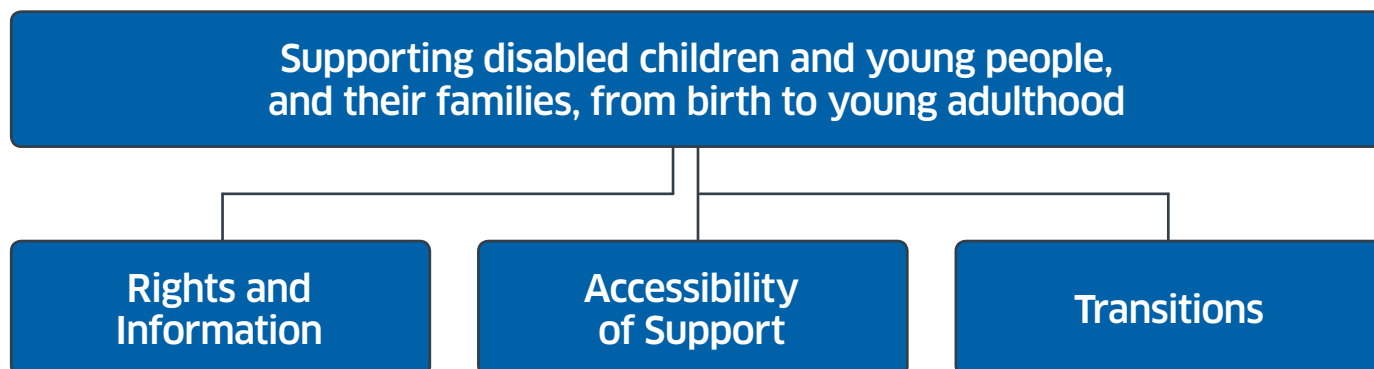 Supporting disabled children and young people,
and their families, from birth to young adulthood
Rights and
Information
Accessibility
of Support
Transitions